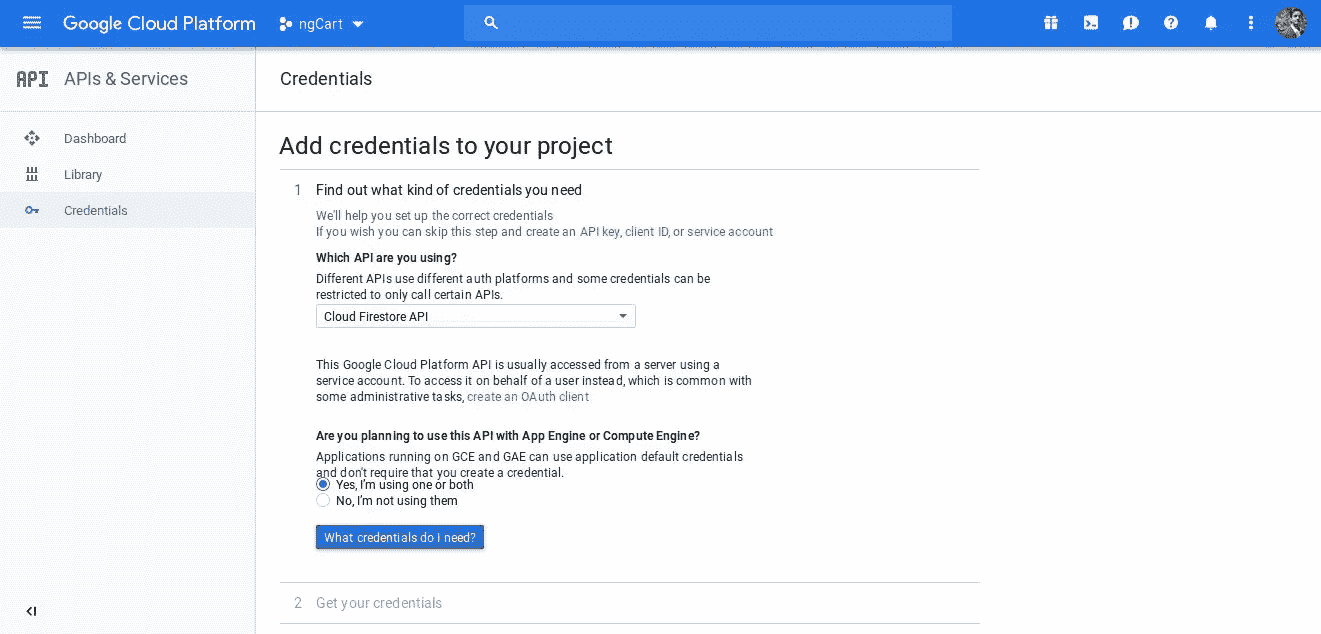 Google Cloud Platform
ngCart
API APIs & Services
Credentials
Dashboard
Library
Credentials
Add credentials to your project
1 Find out what kind of credentials you need
We'll help you set up the correct credentials
If you wish you can skip this step and create an API key, client ID, or service account
Which API are you using?
Different APIs use different auth platforms and some credentials can be
restricted to only call certain APIs.
Cloud Firestore API
This Google Cloud Platform API is usually accessed from a server using a
service account. To access it on behalf of a user instead, which is common with
some administrative tasks, create an OAuth client
Are you planning to use this API with App Engine or Compute Engine?
Applications running on GCE and GAE can use application default credentials
and don't require that you create a credential.
Yes, I'm using one or both
No, I'm not using them
What credentials do I need?
2 Get your credentials